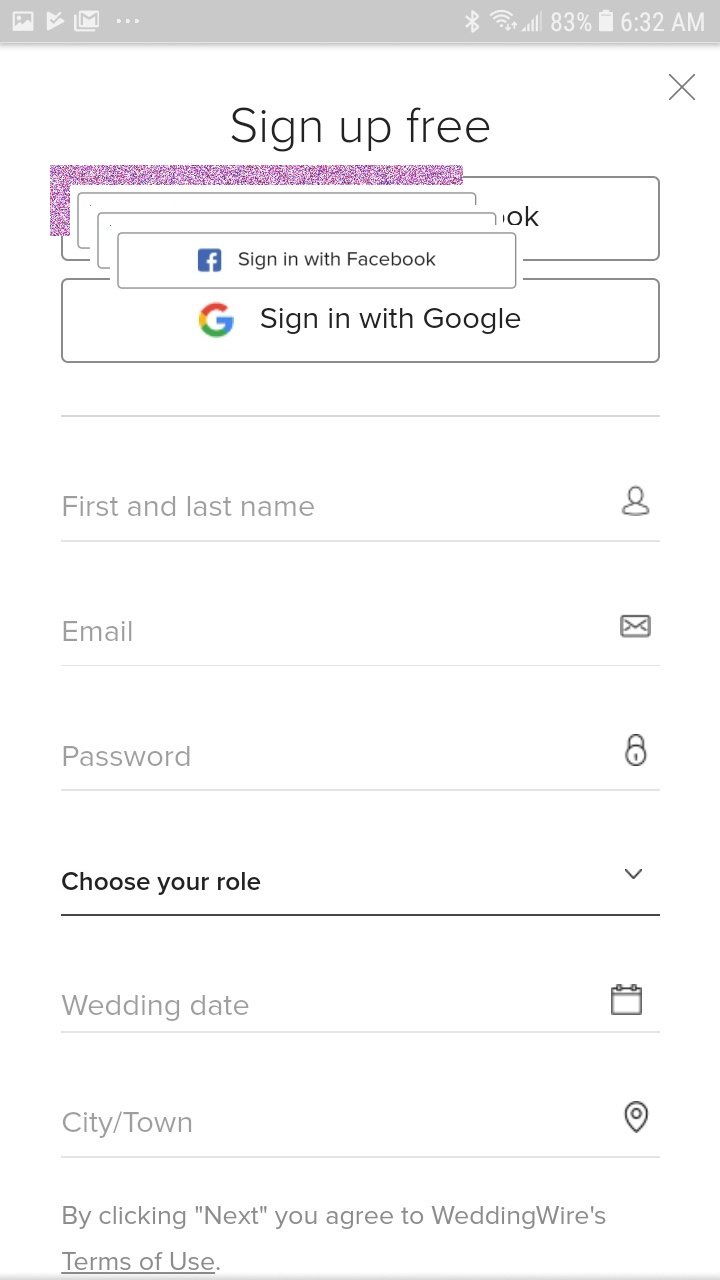 83% 6:32 AM
Sign up free
ok
Sign in with Facebook
Sign in with Google
First and last name
Email
Password
Choose your role
Wedding date
City/Town
By clicking "Next" you agree to WeddingWire's
Terms of Use.